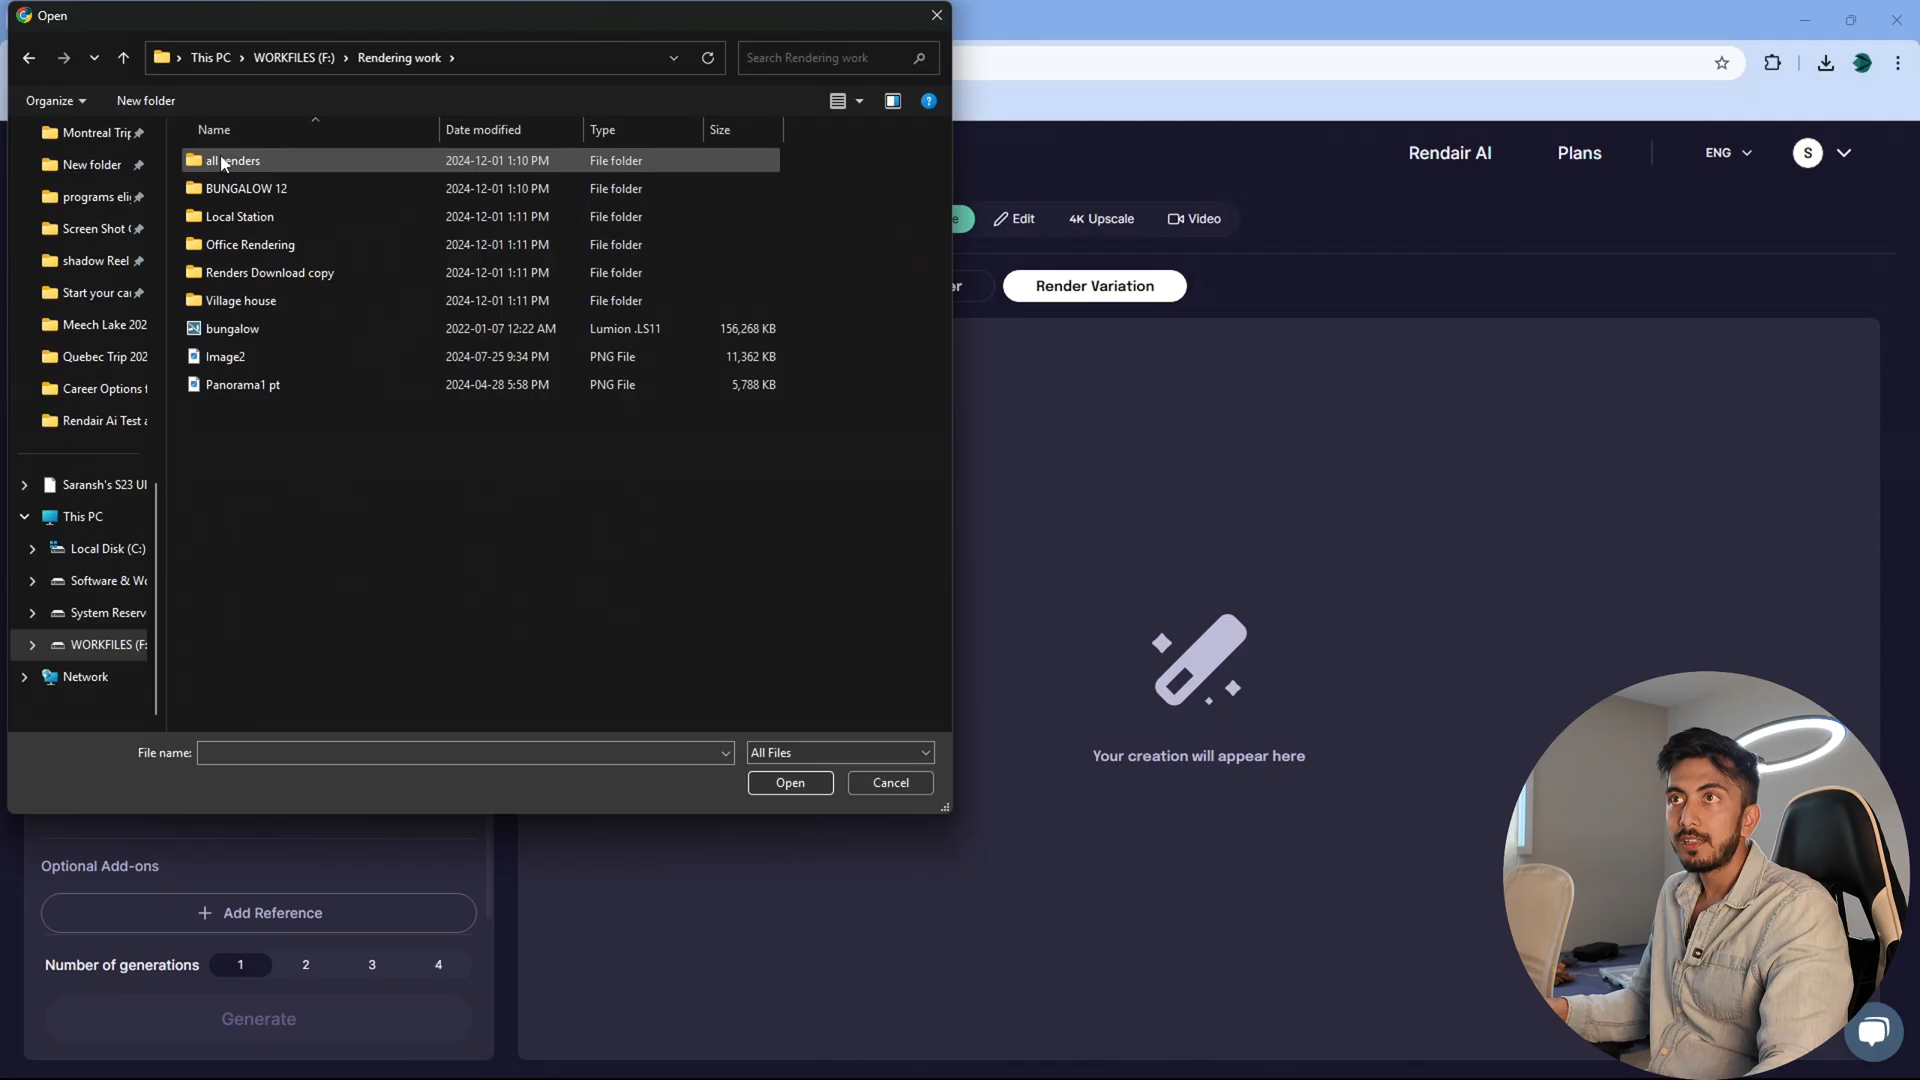 Open
This PC > WORKFILES (F:) > Rendering work >
Search Rendering work
Organize
New folder
Name
Date modified
Type
Size
Montreal Trip
New folder
programs eli
Screen Shot
shadow Reel
Start your ca
Meech Lake 202
Quebec Trip 202
Career Options
Rendair Ai Test a
Saransh's S23 Ul
This PC
Local Disk (C:)
Software & Wo
System Reserv
WORKFILES (F:
Network
all renders 2024-12-01 1:10 PM File folder
BUNGALOW 12 2024-12-01 1:10 PM File folder
Local Station 2024-12-01 1:11 PM File folder
Office Rendering 2024-12-01 1:11 PM File folder
Renders Download copy 2024-12-01 1:11 PM File folder
Village house 2024-12-01 1:11 PM File folder
bungalow 2022-01-07 12:22 AM Lumion .LS11 156,268 KB
Image2 2024-07-25 9:34 PM PNG File 11,362 KB
Panorama1 pt 2024-04-28 5:58 PM PNG File 5,788 KB
File name:
All Files
Open
Cancel
Rendair AI
Plans
ENG
S
e
Edit
4K Upscale
Video
er
Render Variation
Your creation will appear here
Optional Add-ons
+ Add Reference
Number of generations 1 2 3 4
Generate